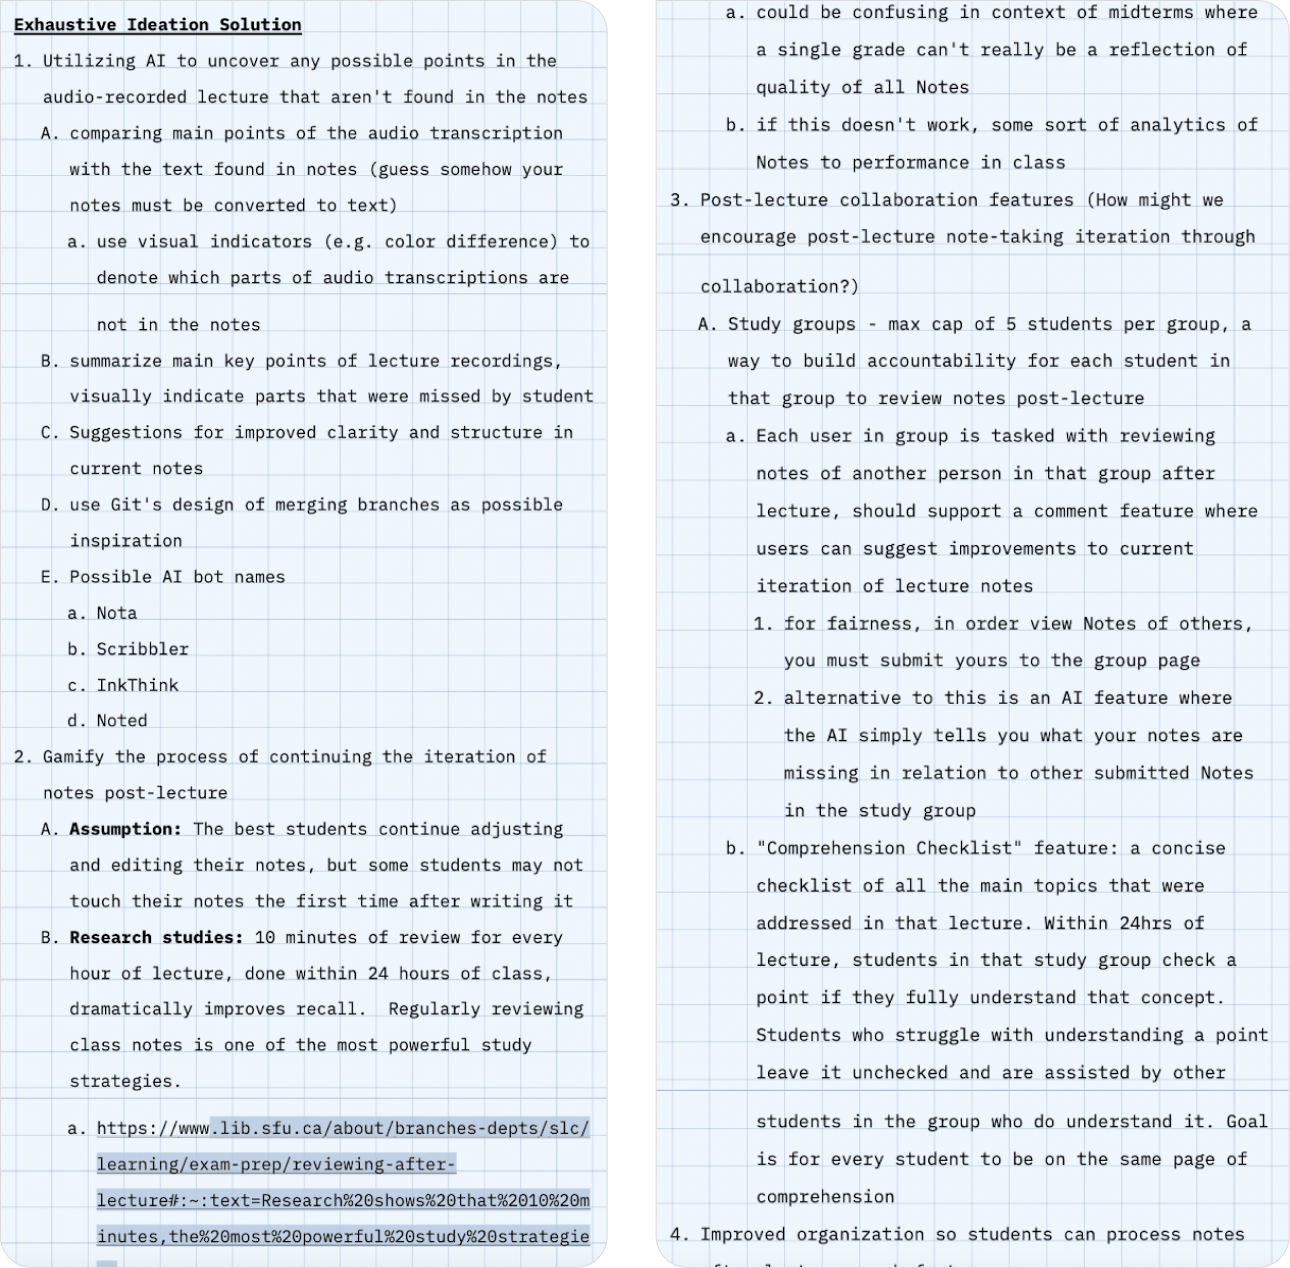 Exhaustive Ideation Solution
1. Utilizing AI to uncover any possible points in the
audio-recorded lecture that aren't found in the notes
A. comparing main points of the audio transcription
with the text found in notes (guess somehow your
notes must be converted to text)
a. use visual indicators (e.g. color difference) to
denote which parts of audio transcriptions are
not in the notes
B. summarize main key points of lecture recordings,
visually indicate parts that were missed by student
C. Suggestions for improved clarity and structure in
current notes
D. use Git's design of merging branches as possible
inspiration
E. Possible AI bot names
a. Nota
b. Scribbler
c. InkThink
d. Noted
2. Gamify the process of continuing the iteration of
notes post-lecture
A. Assumption: The best students continue adjusting
and editing their notes, but some students may not
touch their notes the first time after writing it
B. Research studies: 10 minutes of review for every
hour of lecture, done within 24 hours of class,
dramatically improves recall.  Regularly reviewing
class notes is one of the most powerful study
strategies.
a. https://www.lib.sfu.ca/about/branches-depts/slc/
learning/exam-prep/reviewing-after-
lecture#:~:text=Research%20shows%20that%2010%20m
inutes,the%20most%20powerful%20study%20strategie
a. could be confusing in context of midterms where
a single grade can't really be a reflection of
quality of all Notes
b. if this doesn't work, some sort of analytics of
Notes to performance in class
3. Post-lecture collaboration features (How might we
encourage post-lecture note-taking iteration through
collaboration?)
A. Study groups - max cap of 5 students per group, a
way to build accountability for each student in
that group to review notes post-lecture
a. Each user in group is tasked with reviewing
notes of another person in that group after
lecture, should support a comment feature where
users can suggest improvements to current
iteration of lecture notes
1. for fairness, in order view Notes of others,
you must submit yours to the group page
2. alternative to this is an AI feature where
the AI simply tells you what your notes are
missing in relation to other submitted Notes
in the study group
b. "Comprehension Checklist" feature: a concise
checklist of all the main topics that were
addressed in that lecture. Within 24hrs of
lecture, students in that study group check a
point if they fully understand that concept.
Students who struggle with understanding a point
leave it unchecked and are assisted by other
students in the group who do understand it. Goal
is for every student to be on the same page of
comprehension
4. Improved organization so students can process notes